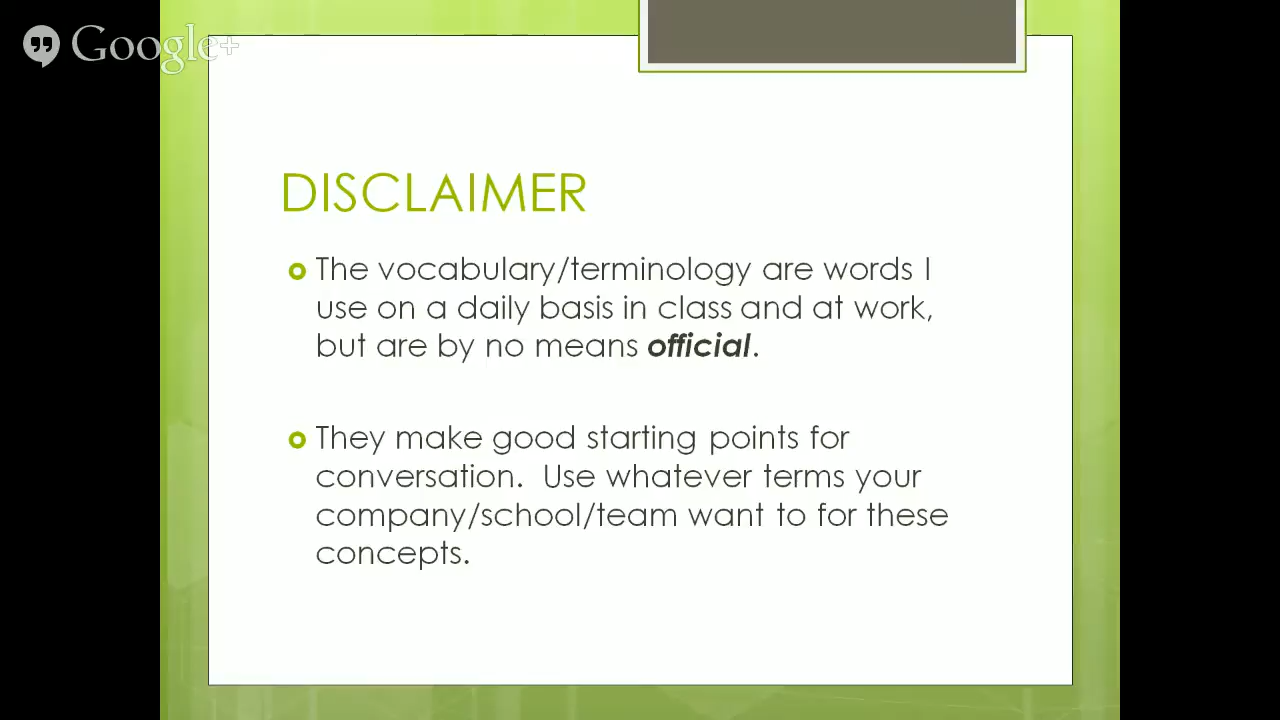 Google+
DISCLAIMER
The vocabulary/terminology are words I
use on a daily basis in class and at work,
but are by no means official.
They make good starting points for
conversation.  Use whatever terms your
company/school/team want to for these
concepts.